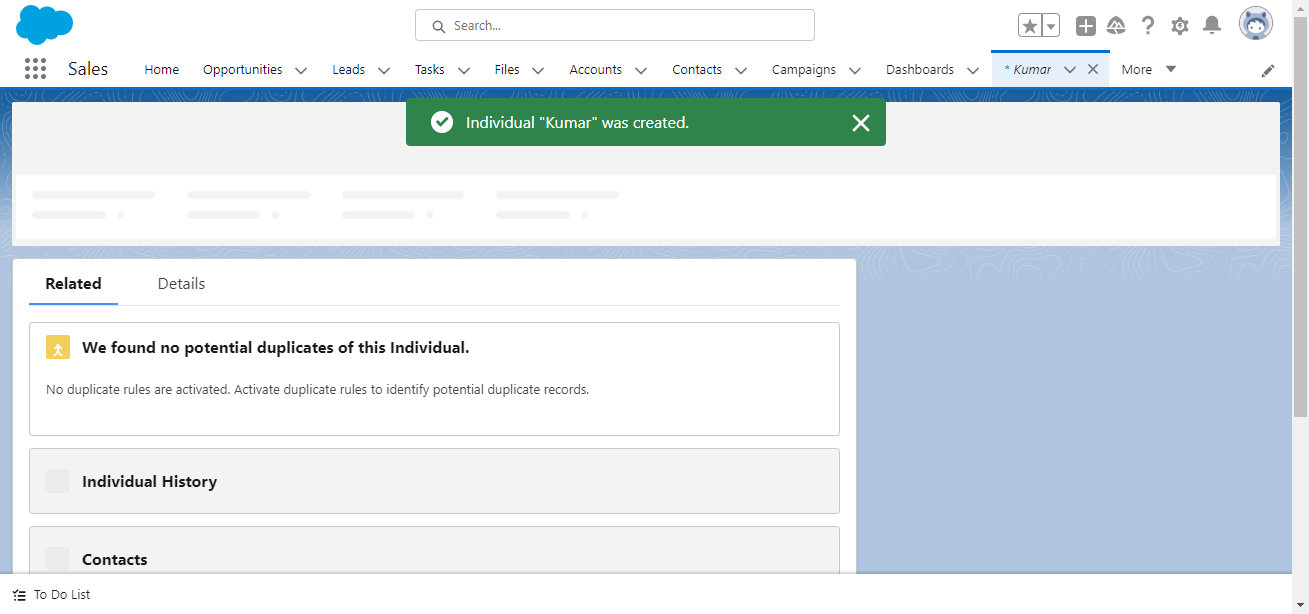 Search...
Sales
Home
Opportunities
Leads
Tasks
Files
Accounts
Contacts
Campaigns
Dashboards
* Kumar
More
Individual "Kumar" was created.
Related
Details
We found no potential duplicates of this Individual.
No duplicate rules are activated. Activate duplicate rules to identify potential duplicate records.
Individual History
Contacts
To Do List